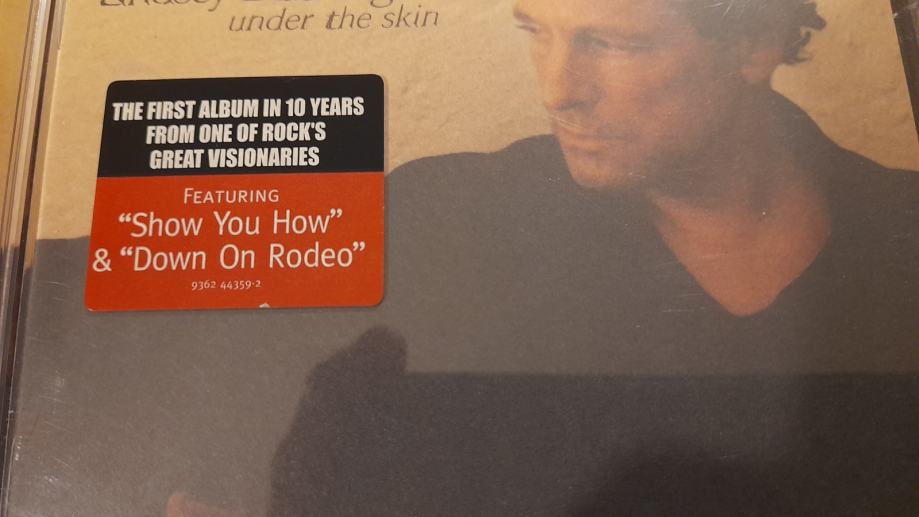 Lindsey
under the skin
THE FIRST ALBUM IN 10 YEARS
FROM ONE OF ROCK'S
GREAT VISIONARIES
FEATURING
“Show You How”
& “Down On Rodeo”
9362 44359-2